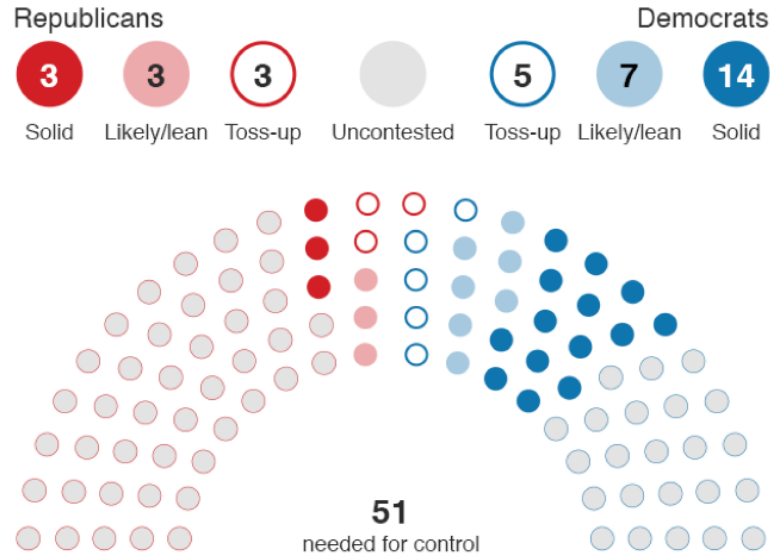 Republicans Democrats
3 3 3 5 7 14
Solid Likely/lean Toss-up Uncontested Toss-up Likely/lean Solid
51
needed for control